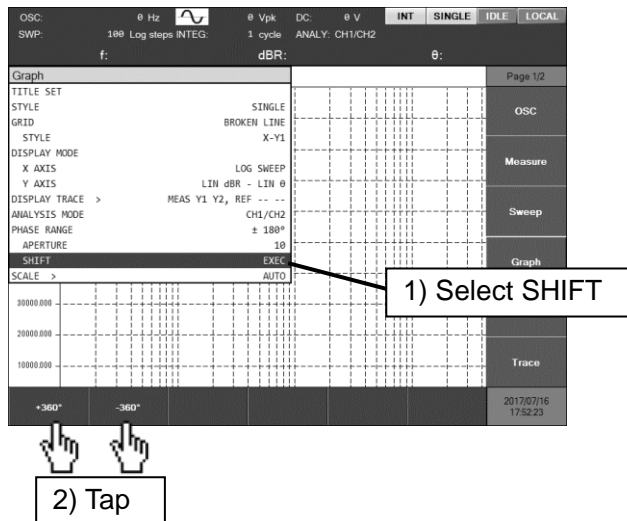 OSC: 0 Hz 0 Vpk DC: 0 V INT SINGLE IDLE LOCAL
SWP: 100 Log steps INTEG: 1 cycle ANALY: CH1/CH2
f: dBR: θ:
Graph
Page 1/2
TITLE SET
STYLE SINGLE
GRID BROKEN LINE
STYLE X-Y1
DISPLAY MODE
X AXIS LOG SWEEP
Y AXIS LIN dBR - LIN θ
DISPLAY TRACE > MEAS Y1 Y2, REF -- --
ANALYSIS MODE CH1/CH2
PHASE RANGE ± 180°
APERTURE 10
SHIFT EXEC
SCALE > AUTO
OSC
Measure
Sweep
Graph
Trace
1) Select SHIFT
30000.000
20000.000
10000.000
+360° -360°
2017/07/16
17:52:23
2) Tap